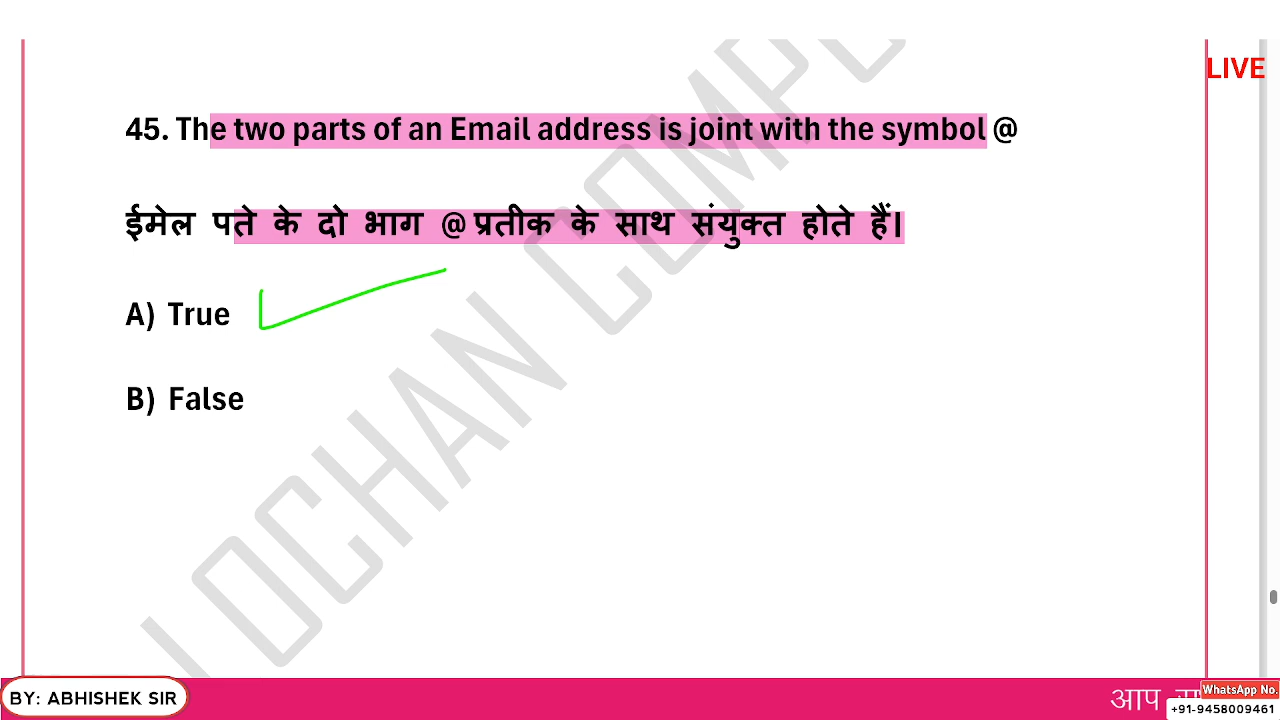 LIVE
45. The two parts of an Email address is joint with the symbol @
ईमेल पते के दो भाग @ प्रतीक के साथ संयुक्त होते हैं।
A) True
B) False
LOCHAN
BY: ABHISHEK SIR
आप
WhatsApp No.
+91-9458009461